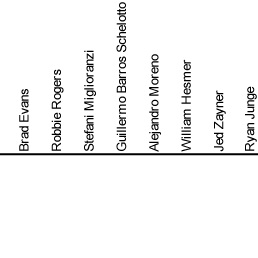 Brad Evans
Robbie Rogers
Stefani Miglioranzi
Guillermo Barros Schelotto
Alejandro Moreno
William Hesmer
Jed Zayner
Ryan Junge